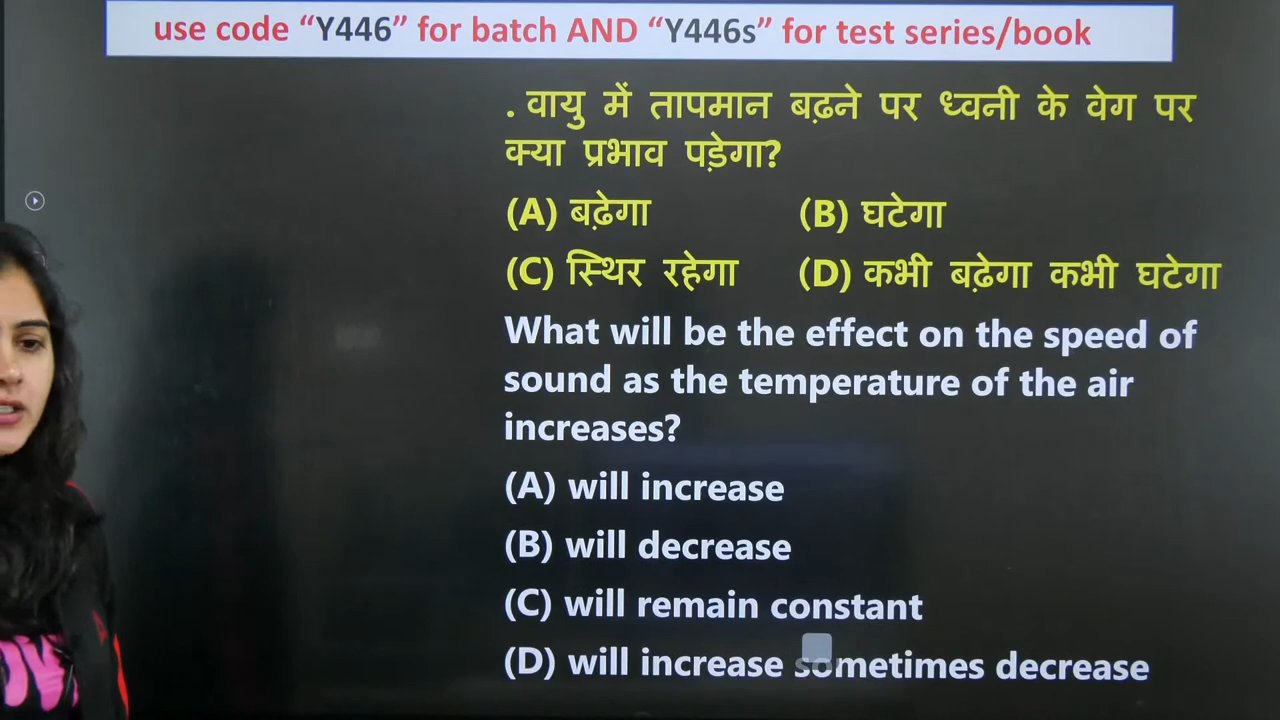 use code “Y446” for batch AND “Y446s” for test series/book
. वायु में तापमान बढ़ने पर ध्वनी के वेग पर
क्या प्रभाव पड़ेगा?
(A) बढ़ेगा (B) घटेगा
(C) स्थिर रहेगा (D) कभी बढ़ेगा कभी घटेगा
What will be the effect on the speed of
sound as the temperature of the air
increases?
(A) will increase
(B) will decrease
(C) will remain constant
(D) will increase sometimes decrease